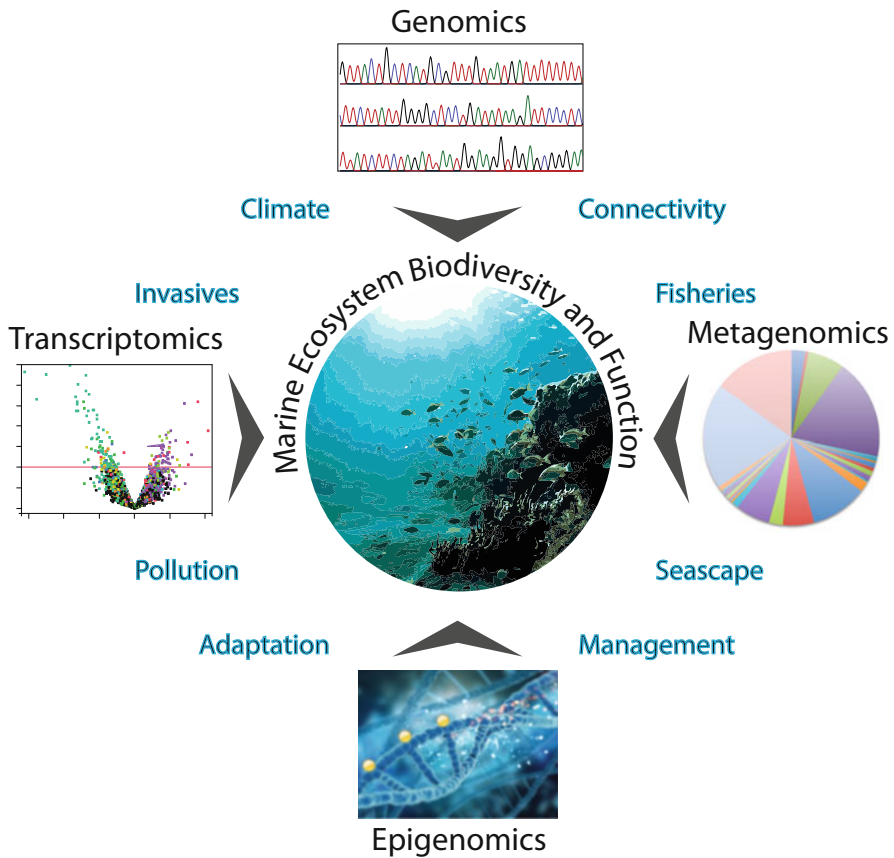 Genomics
Climate
Connectivity
Marine Ecosystem Biodiversity and Function
Invasives
Fisheries
Transcriptomics
Metagenomics
Pollution
Seascape
Adaptation
Management
Epigenomics